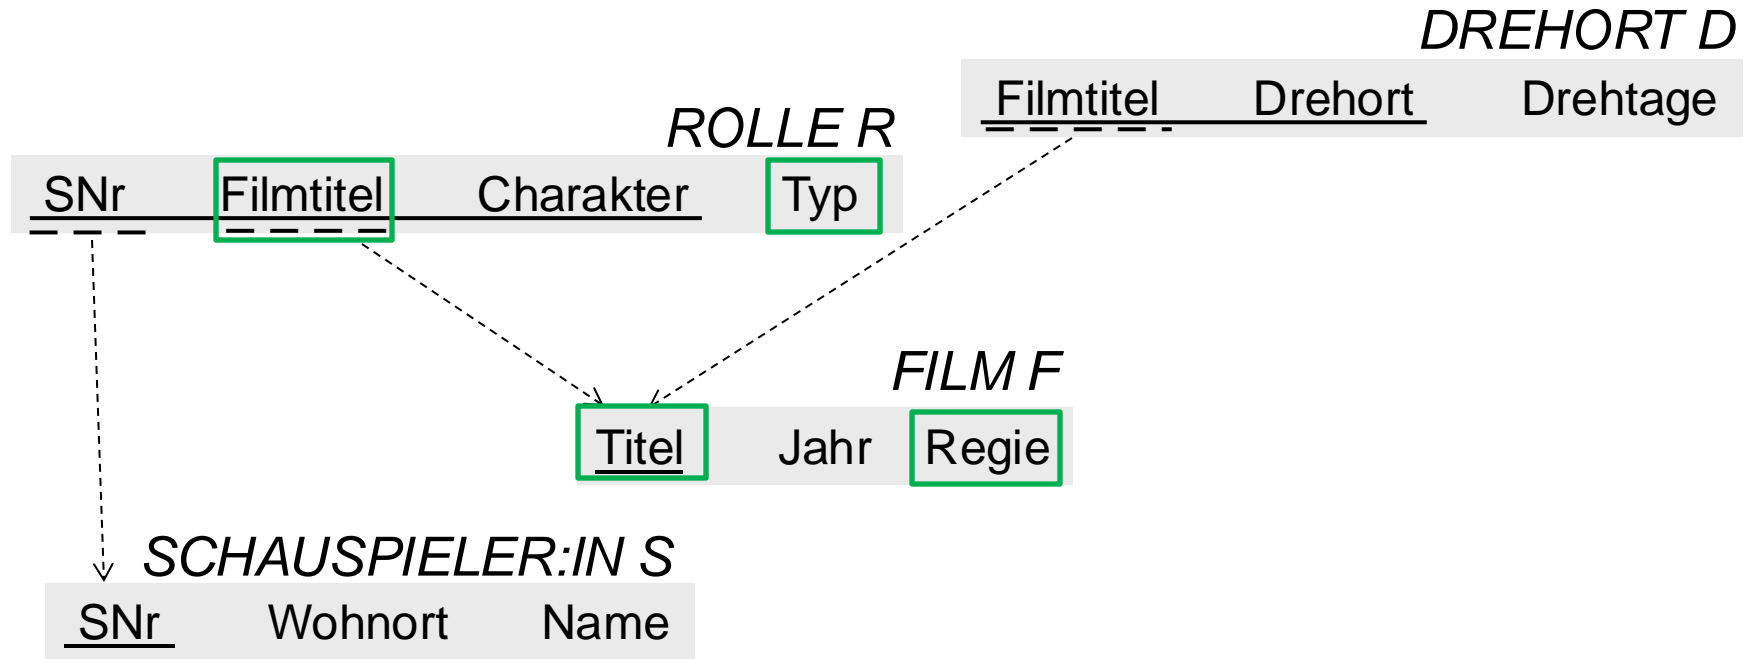 DREHORT D
Filmtitel Drehort Drehtage
ROLLE R
SNr Filmtitel Charakter Typ
FILM F
Titel Jahr Regie
SCHAUSPIELER:IN S
SNr Wohnort Name